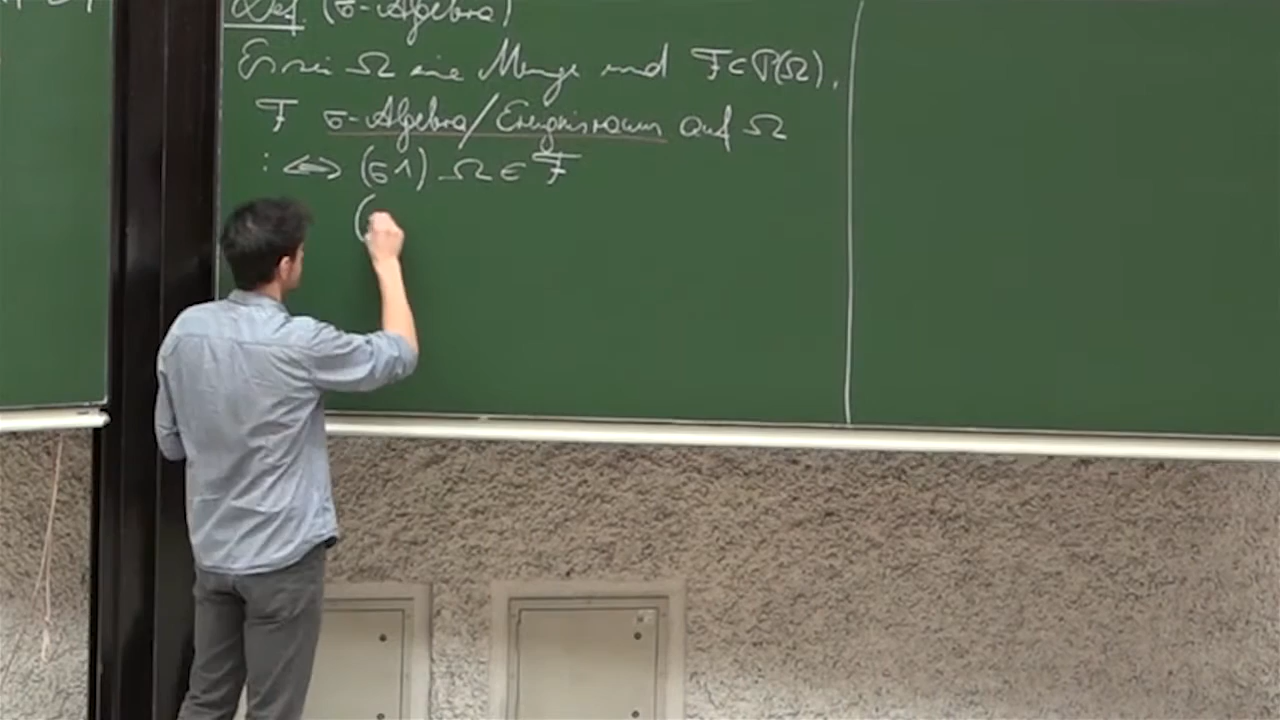 Def. (σ-Algebra)
Es sei Ω eine Menge und F⊂P(Ω).
F σ-Algebra/Ereignisraum auf Ω
:⟺ (σ1) Ω ∈ F
(